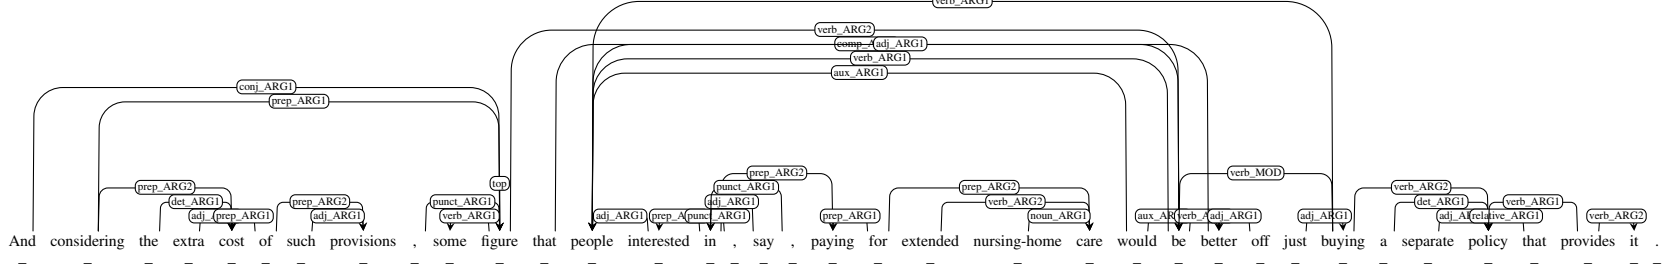 verb_ARG1
verb_ARG2
adj_ARG1
verb_ARG1
aux_ARG1
conj_ARG1
prep_ARG1
prep_ARG2 top prep_ARG2 prep_ARG2 verb_MOD
punct_ARG1 verb_ARG2
det_ARG1 prep_ARG2 punct_ARG1 adj_ARG1 verb_ARG2 det_ARG1 verb_ARG1
prep_ARG1 adj_ARG1 verb_ARG1 adj_ARG1 punct_ARG1 prep_ARG1 noun_ARG1 adj_ARG1 adj_ARG1 relative_ARG1 verb_ARG2
And considering the extra cost of such provisions , some figure that people interested in , say , paying for extended nursing-home care would be better off just buying a separate policy that provides it .
_ _ _ _ _ _ _ _ _ _ _ _ _ _ _ _ _ _ _ _ _ _ _ _ _ _ _ _ _ _ _ _ _ _ _ _